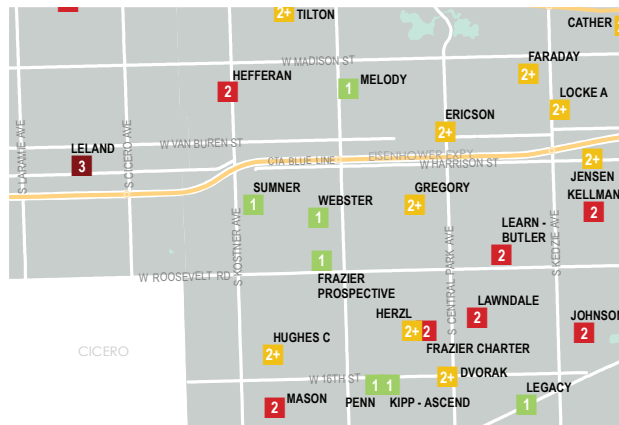 2+
TILTON
CATHER
W MADISON ST
FARADAY
2+
HEFFERAN
2
1
MELODY
LOCKE A
2+
ERICSON
2+
S LARAMIE AVE
S CICERO AVE
W VAN BUREN ST
LELAND
3
CTA BLUE LINE
EISENHOWER EXPY
W HARRISON ST
2+
JENSEN
SUMNER
1
WEBSTER
1
GREGORY
2+
KELLMAN
2
LEARN -
BUTLER
2
S KOSTNER AVE
S CENTRAL PARK AVE
S KEDZIE AVE
1
W ROOSEVELT RD
FRAZIER
PROSPECTIVE
HERZL
2+
2
LAWNDALE
2
JOHNSON
2
FRAZIER CHARTER
HUGHES C
2+
CICERO
W 16TH ST
1
1
2+
DVORAK
MASON
2
PENN
KIPP - ASCEND
LEGACY
1